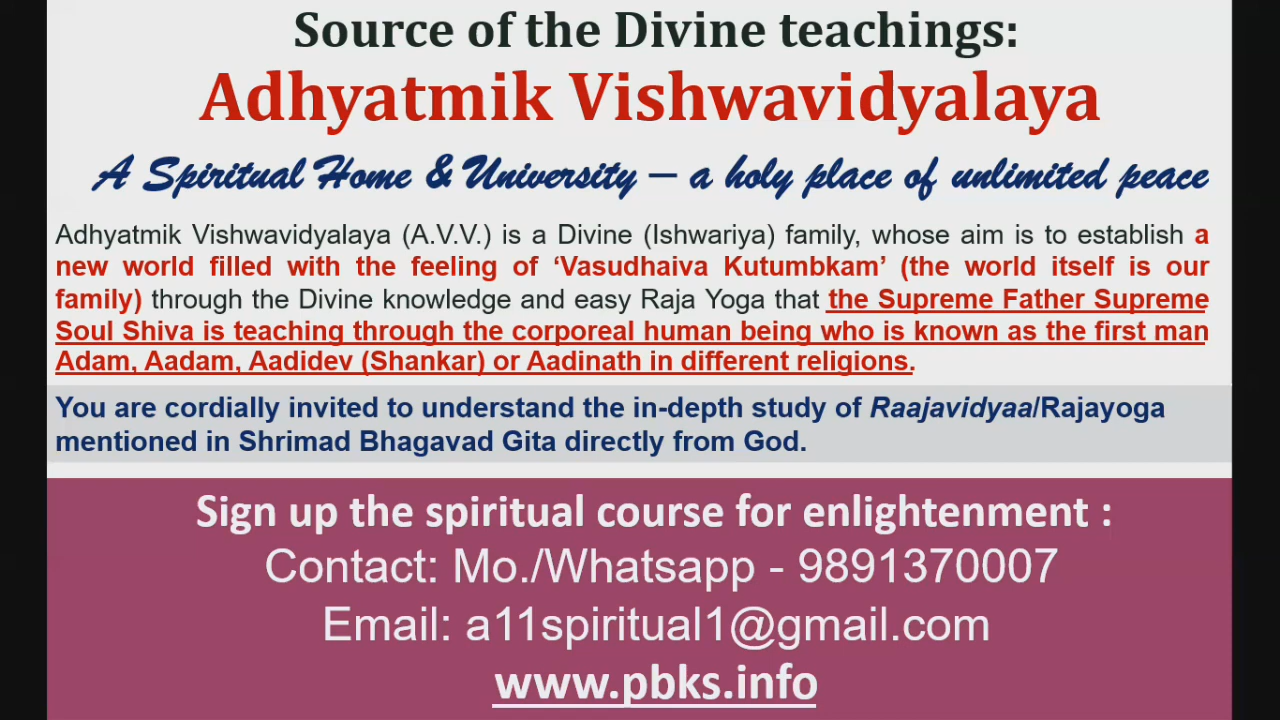 Source of the Divine teachings:
Adhyatmik Vishwavidyalaya
A Spiritual Home & University – a holy place of unlimited peace
Adhyatmik Vishwavidyalaya (A.V.V.) is a Divine (Ishwariya) family, whose aim is to establish a
new world filled with the feeling of ‘Vasudhaiva Kutumbkam’ (the world itself is our
family) through the Divine knowledge and easy Raja Yoga that the Supreme Father Supreme
Soul Shiva is teaching through the corporeal human being who is known as the first man
Adam, Aadam, Aadidev (Shankar) or Aadinath in different religions.
You are cordially invited to understand the in-depth study of Raajavidyaa/Rajayoga
mentioned in Shrimad Bhagavad Gita directly from God.
Sign up the spiritual course for enlightenment :
Contact: Mo./Whatsapp - 9891370007
Email: a11spiritual1@gmail.com
www.pbks.info